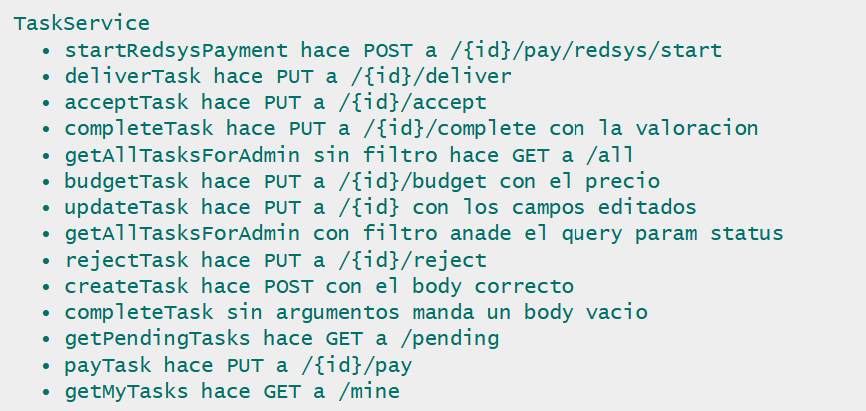 TaskService
• startRedsysPayment hace POST a /{id}/pay/redsys/start
• deliverTask hace PUT a /{id}/deliver
• acceptTask hace PUT a /{id}/accept
• completeTask hace PUT a /{id}/complete con la valoracion
• getAllTasksForAdmin sin filtro hace GET a /all
• budgetTask hace PUT a /{id}/budget con el precio
• updateTask hace PUT a /{id} con los campos editados
• getAllTasksForAdmin con filtro anade el query param status
• rejectTask hace PUT a /{id}/reject
• createTask hace POST con el body correcto
• completeTask sin argumentos manda un body vacio
• getPendingTasks hace GET a /pending
• payTask hace PUT a /{id}/pay
• getMyTasks hace GET a /mine